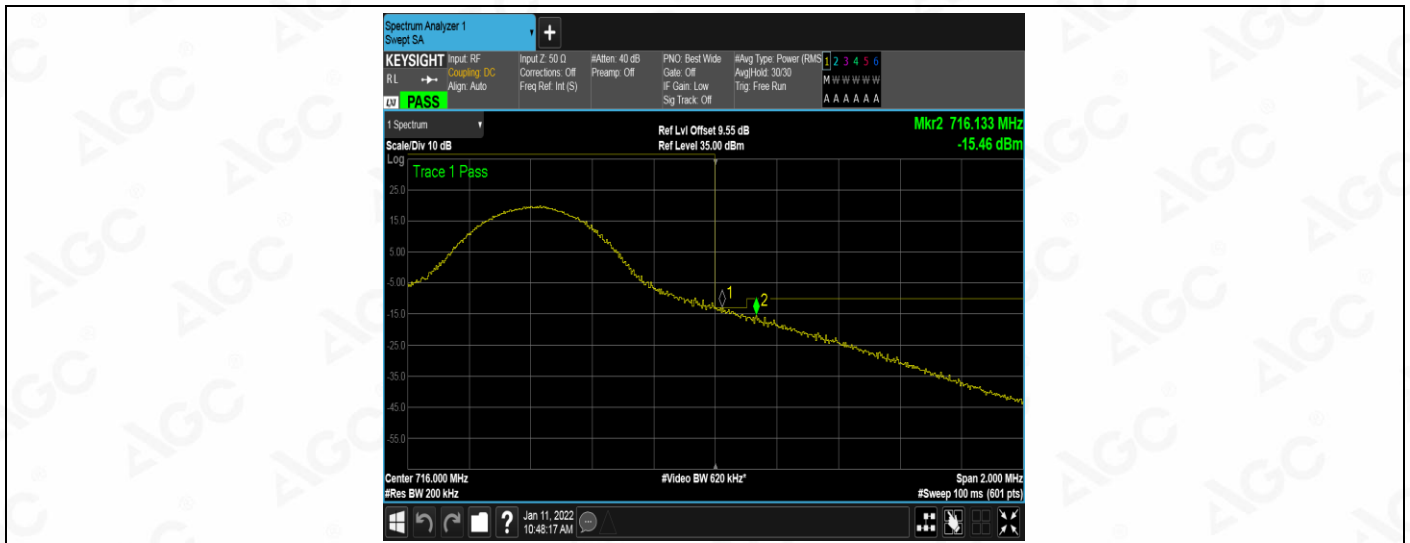 Spectrum Analyzer 1
Swept SA
+
KEYSIGHT Input: RF Input Z: 50 Ω #Atten: 40 dB PNO: Best Wide #Avg Type: Power (RMS 1 2 3 4 5 6
RL Coupling: DC Corrections: Off Preamp: Off Gate: Off Avg|Hold: 30/30 M W W W W W
Align: Auto Freq Ref: Int (S) IF Gain: Low Trig: Free Run
Sig Track: Off A A A A A A
LXI PASS
1 Spectrum Ref Lvl Offset 9.55 dB Mkr2 716.133 MHz
Scale/Div 10 dB Ref Level 35.00 dBm -15.46 dBm
Log
Trace 1 Pass
25.0
15.0
5.00
-5.00
1
2
-15.0
-25.0
-35.0
-45.0
-55.0
Center 716.000 MHz #Video BW 620 kHz* Span 2.000 MHz
#Res BW 200 kHz #Sweep 100 ms (601 pts)
? Jan 11, 2022
10:48:17 AM
AGC